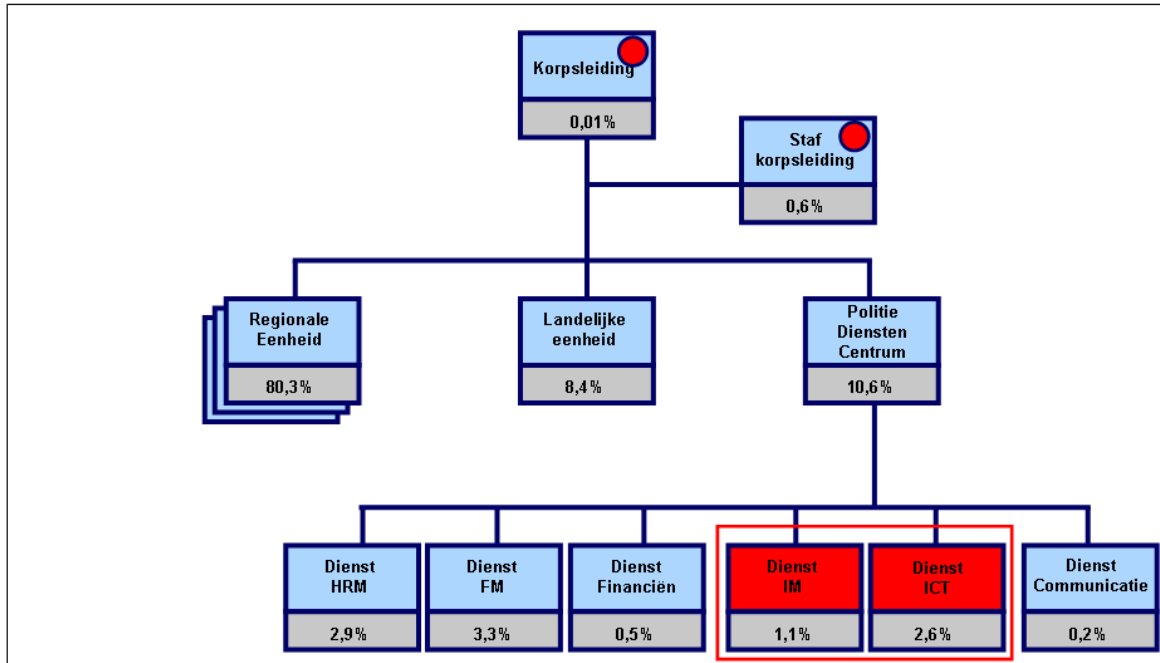 Korpsleiding
0,01%
Staf
korpsleiding
0,6%
Regionale
Eenheid
80,3%
Landelijke
eenheid
8,4%
Politie
Diensten
Centrum
10,6%
Dienst
HRM
2,9%
Dienst
FM
3,3%
Dienst
Financiën
0,5%
Dienst
IM
1,1%
Dienst
ICT
2,6%
Dienst
Communicatie
0,2%